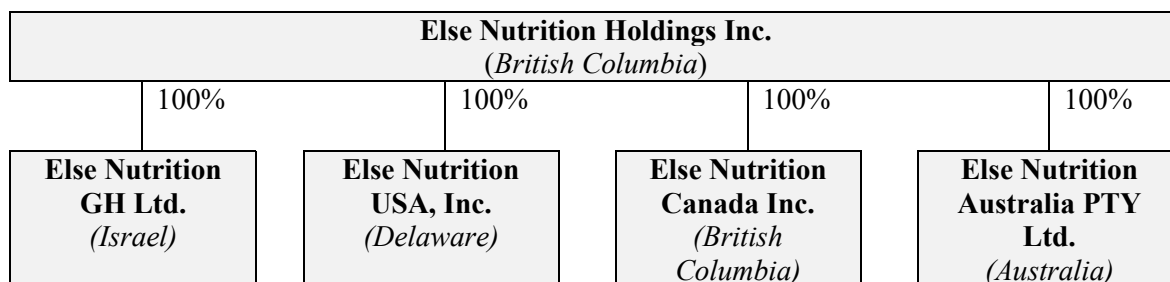 Else Nutrition Holdings Inc.
(British Columbia)
100%
100%
100%
100%
Else Nutrition
GH Ltd.
(Israel)
Else Nutrition
USA, Inc.
(Delaware)
Else Nutrition
Canada Inc.
(British
Columbia)
Else Nutrition
Australia PTY
Ltd.
(Australia)